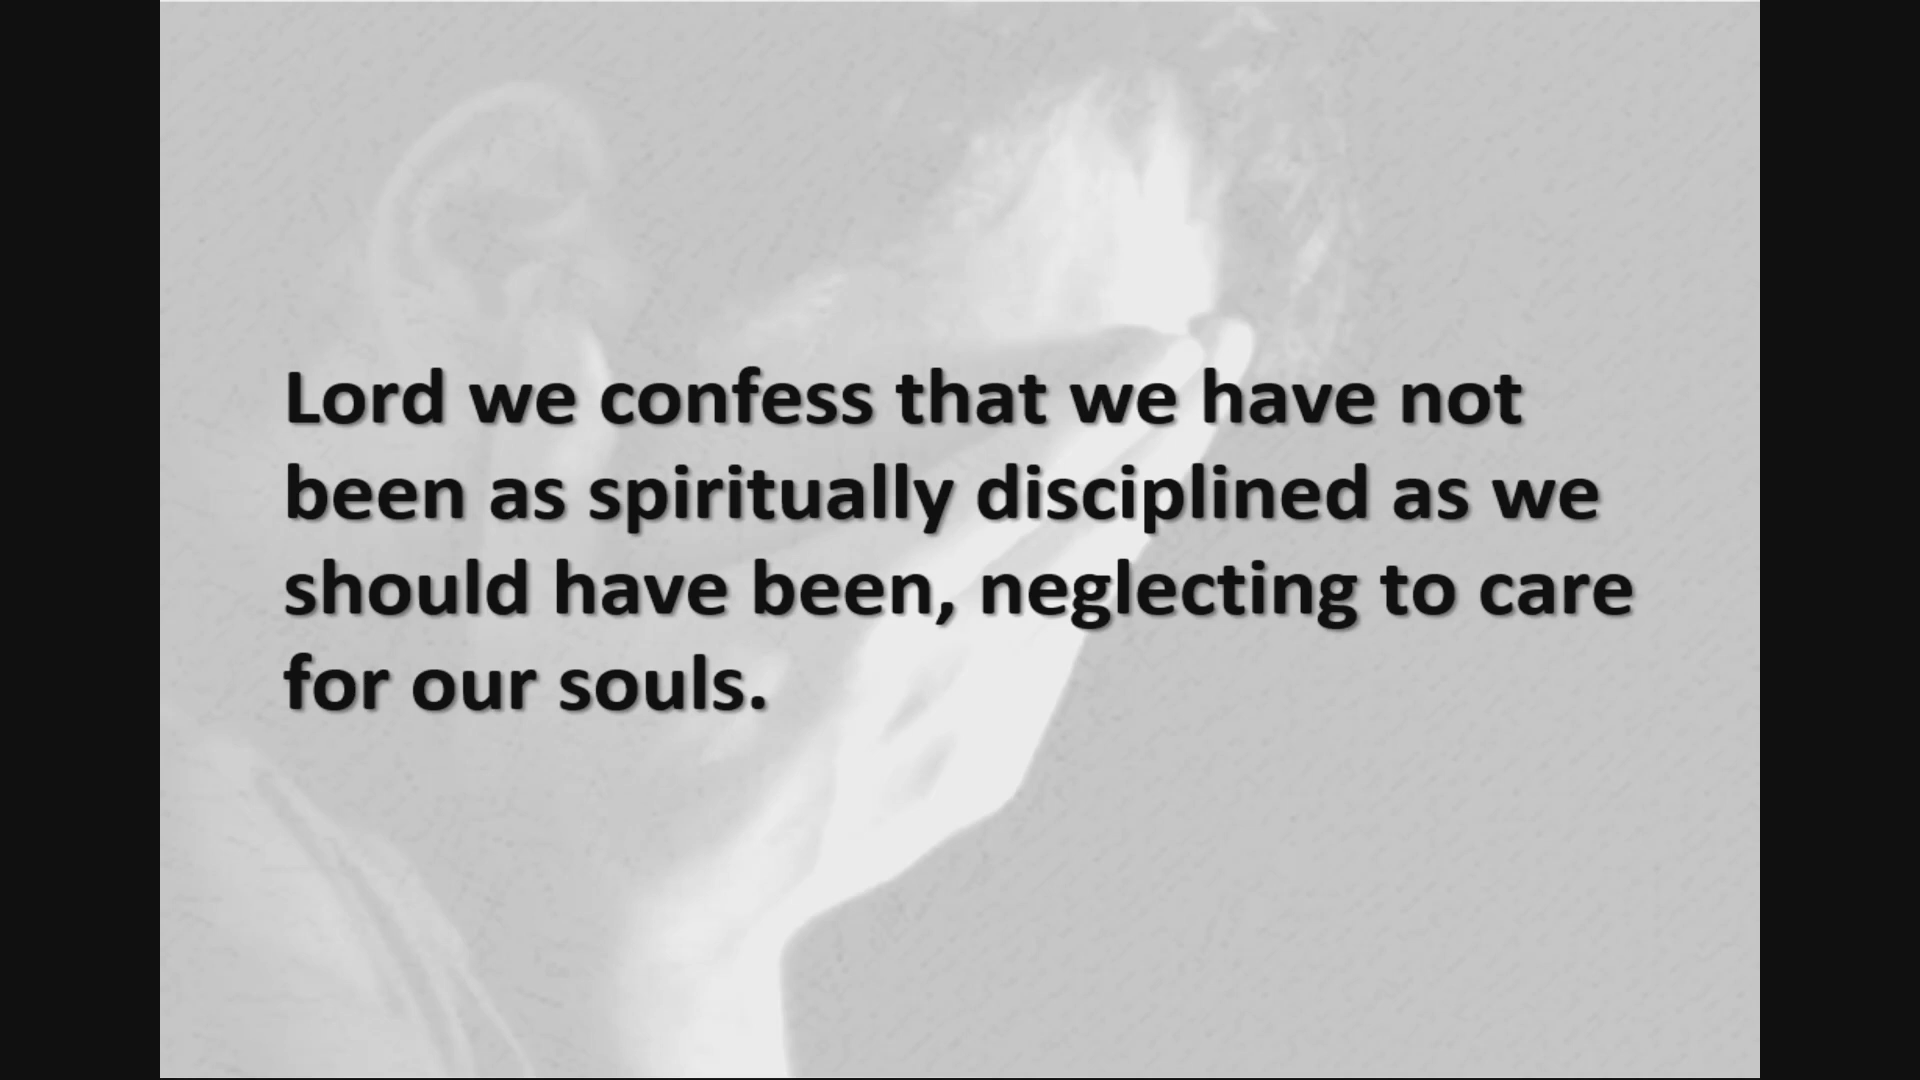 Lord we confess that we have not
been as spiritually disciplined as we
should have been, neglecting to care
for our souls.